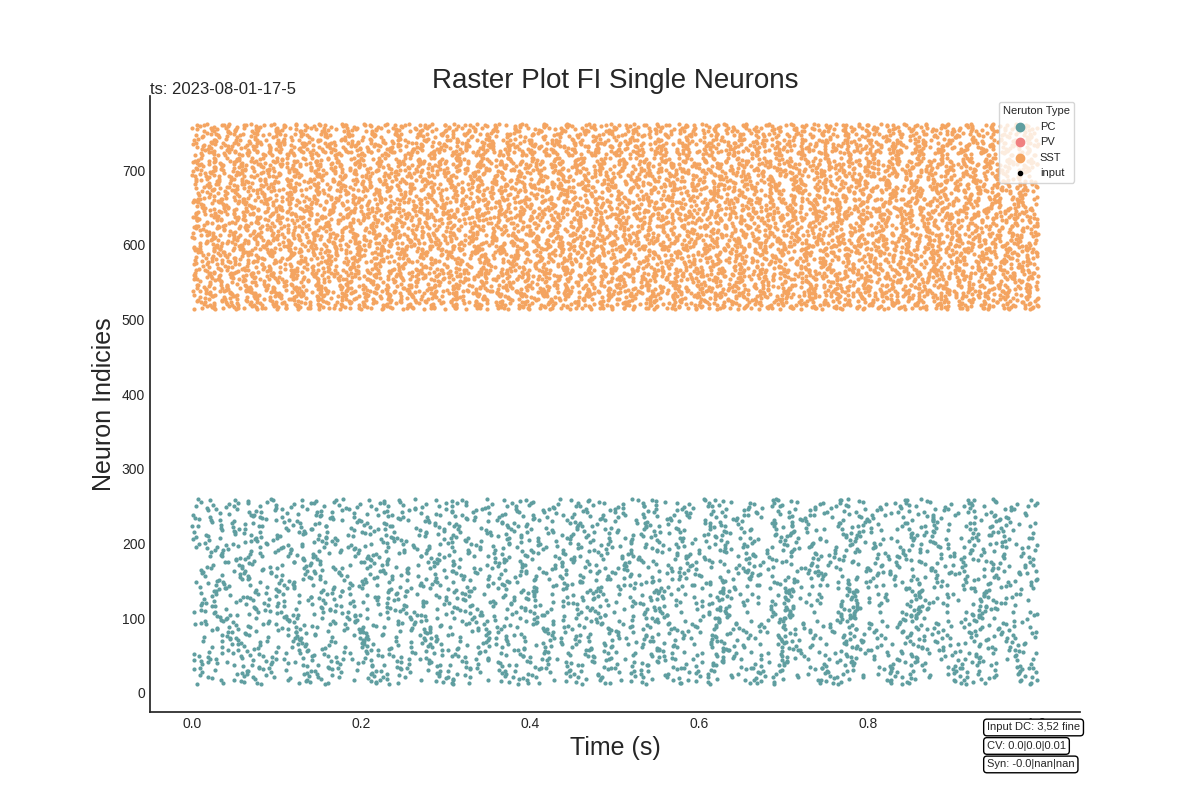 Raster Plot FI Single Neurons
ts: 2023-08-01-17-5
Neruton Type
PC
PV
SST
input
Neuron Indicies
700
600
500
400
300
200
100
0
0.0 0.2 0.4 0.6 0.8
Time (s)
Input DC: 3,52 fine
CV: 0.0|0.0|0.01
Syn: -0.0|nan|nan